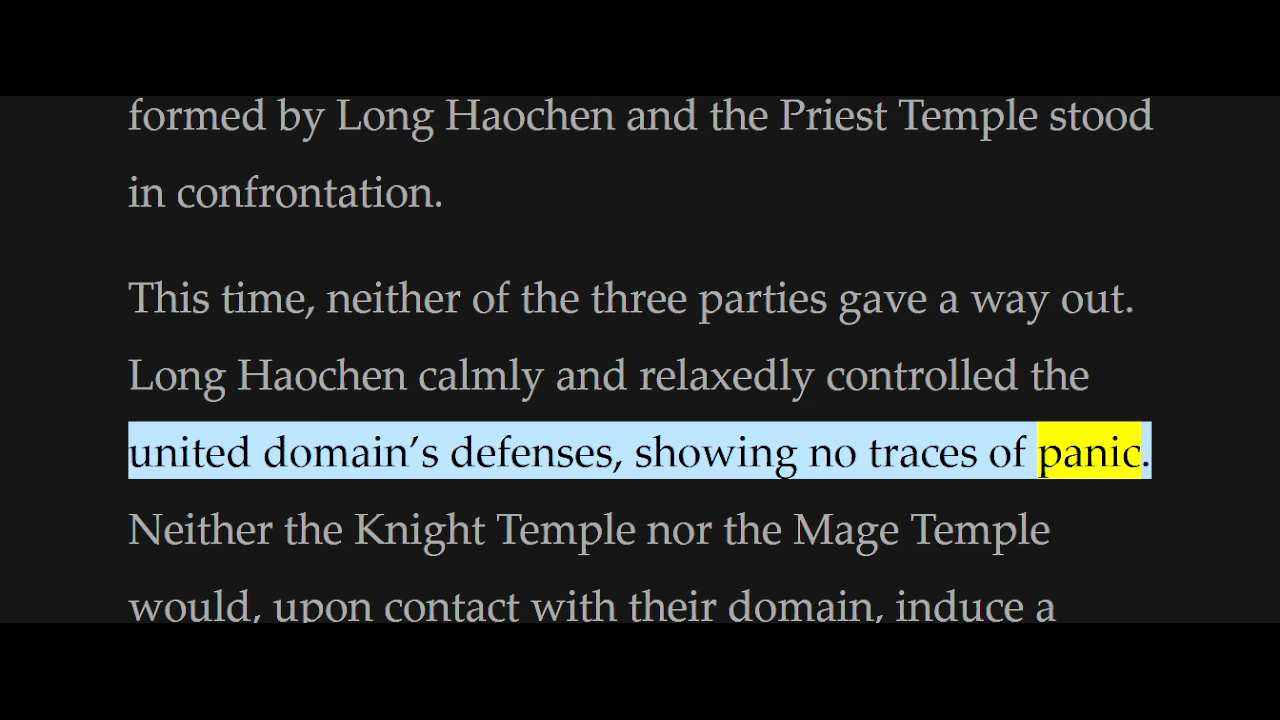 formed by Long Haochen and the Priest Temple stood
in confrontation.
This time, neither of the three parties gave a way out.
Long Haochen calmly and relaxedly controlled the
united domain’s defenses, showing no traces of panic.
Neither the Knight Temple nor the Mage Temple
would, upon contact with their domain, induce a